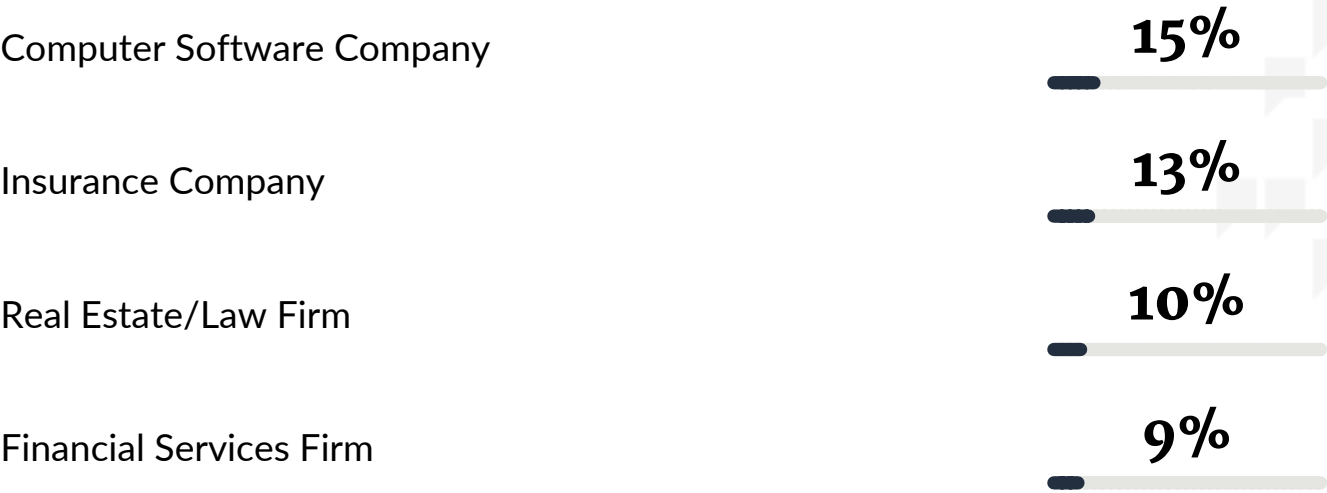 Computer Software Company 15%
Insurance Company 13%
Real Estate/Law Firm 10%
Financial Services Firm 9%